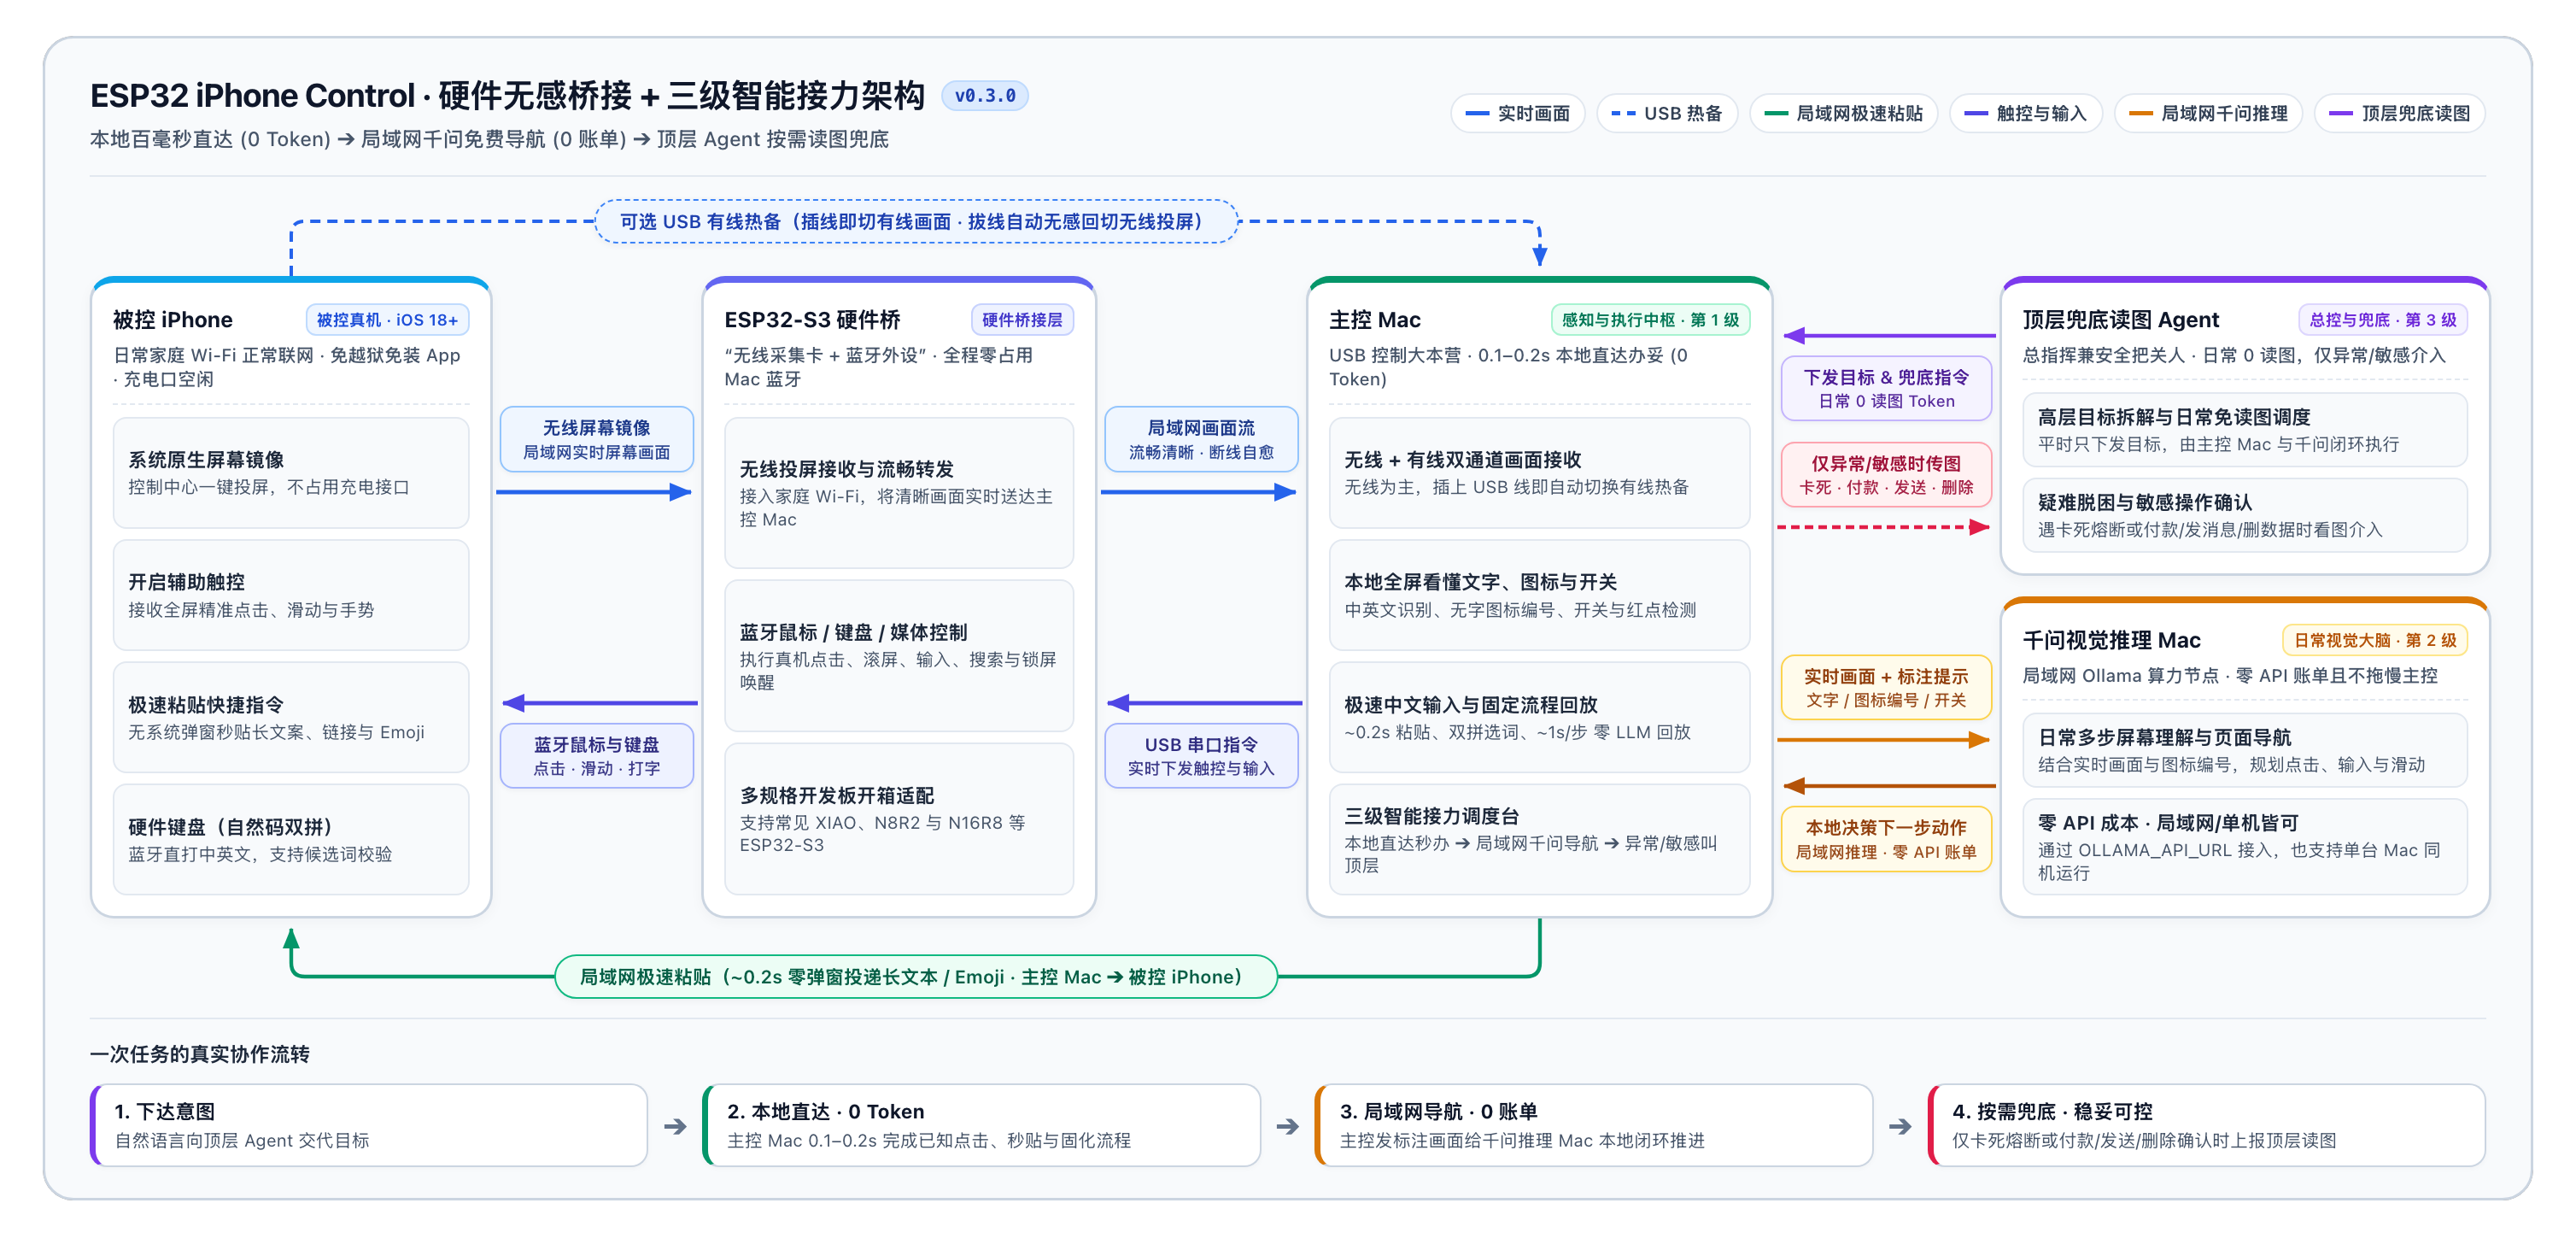 ESP32 iPhone Control · 硬件无感桥接 + 三级智能接力架构 v0.3.0
本地百毫秒直达 (0 Token) ➔ 局域网千问免费导航 (0 账单) ➔ 顶层 Agent 按需读图兜底
实时画面
USB 热备
局域网极速粘贴
触控与输入
局域网千问推理
顶层兜底读图
可选 USB 有线热备（插线即切有线画面 · 拔线自动无感回切无线投屏）
被控 iPhone
被控真机 · iOS 18+
日常家庭 Wi-Fi 正常联网 · 免越狱免装 App
· 充电口空闲
系统原生屏幕镜像
控制中心一键投屏，不占用充电接口
开启辅助触控
接收全屏精准点击、滑动与手势
极速粘贴快捷指令
无系统弹窗秒贴长文案、链接与 Emoji
硬件键盘（自然码双拼）
蓝牙直打中英文，支持候选词校验
无线屏幕镜像
局域网实时屏幕画面
蓝牙鼠标与键盘
点击 · 滑动 · 打字
ESP32-S3 硬件桥
硬件桥接层
“无线采集卡 + 蓝牙外设” · 全程零占用
Mac 蓝牙
无线投屏接收与流畅转发
接入家庭 Wi-Fi，将清晰画面实时送达主
控 Mac
蓝牙鼠标 / 键盘 / 媒体控制
执行真机点击、滚屏、输入、搜索与锁屏
唤醒
多规格开发板开箱适配
支持常见 XIAO、N8R2 与 N16R8 等
ESP32-S3
局域网画面流
流畅清晰 · 断线自愈
USB 串口指令
实时下发触控与输入
主控 Mac
感知与执行中枢 · 第 1 级
USB 控制大本营 · 0.1–0.2s 本地直达办妥 (0
Token)
无线 + 有线双通道画面接收
无线为主，插上 USB 线即自动切换有线热备
本地全屏看懂文字、图标与开关
中英文识别、无字图标编号、开关与红点检测
极速中文输入与固定流程回放
~0.2s 粘贴、双拼选词、~1s/步 零 LLM 回放
三级智能接力调度台
本地直达秒办 ➔ 局域网千问导航 ➔ 异常/敏感叫
顶层
下发目标 & 兜底指令
日常 0 读图 Token
仅异常/敏感时传图
卡死 · 付款 · 发送 · 删除
实时画面 + 标注提示
文字 / 图标编号 / 开关
本地决策下一步动作
局域网推理 · 零 API 账单
顶层兜底读图 Agent
总控与兜底 · 第 3 级
总指挥兼安全把关人 · 日常 0 读图，仅异常/敏感介入
高层目标拆解与日常免读图调度
平时只下发目标，由主控 Mac 与千问闭环执行
疑难脱困与敏感操作确认
遇卡死熔断或付款/发消息/删数据时看图介入
千问视觉推理 Mac
日常视觉大脑 · 第 2 级
局域网 Ollama 算力节点 · 零 API 账单且不拖慢主控
日常多步屏幕理解与页面导航
结合实时画面与图标编号，规划点击、输入与滑动
零 API 成本 · 局域网/单机皆可
通过 OLLAMA_API_URL 接入，也支持单台 Mac 同
机运行
局域网极速粘贴（~0.2s 零弹窗投递长文本 / Emoji · 主控 Mac ➔ 被控 iPhone）
一次任务的真实协作流转
1. 下达意图
自然语言向顶层 Agent 交代目标
➔
2. 本地直达 · 0 Token
主控 Mac 0.1–0.2s 完成已知点击、秒贴与固化流程
➔
3. 局域网导航 · 0 账单
主控发标注画面给千问推理 Mac 本地闭环推进
➔
4. 按需兜底 · 稳妥可控
仅卡死熔断或付款/发送/删除确认时上报顶层读图